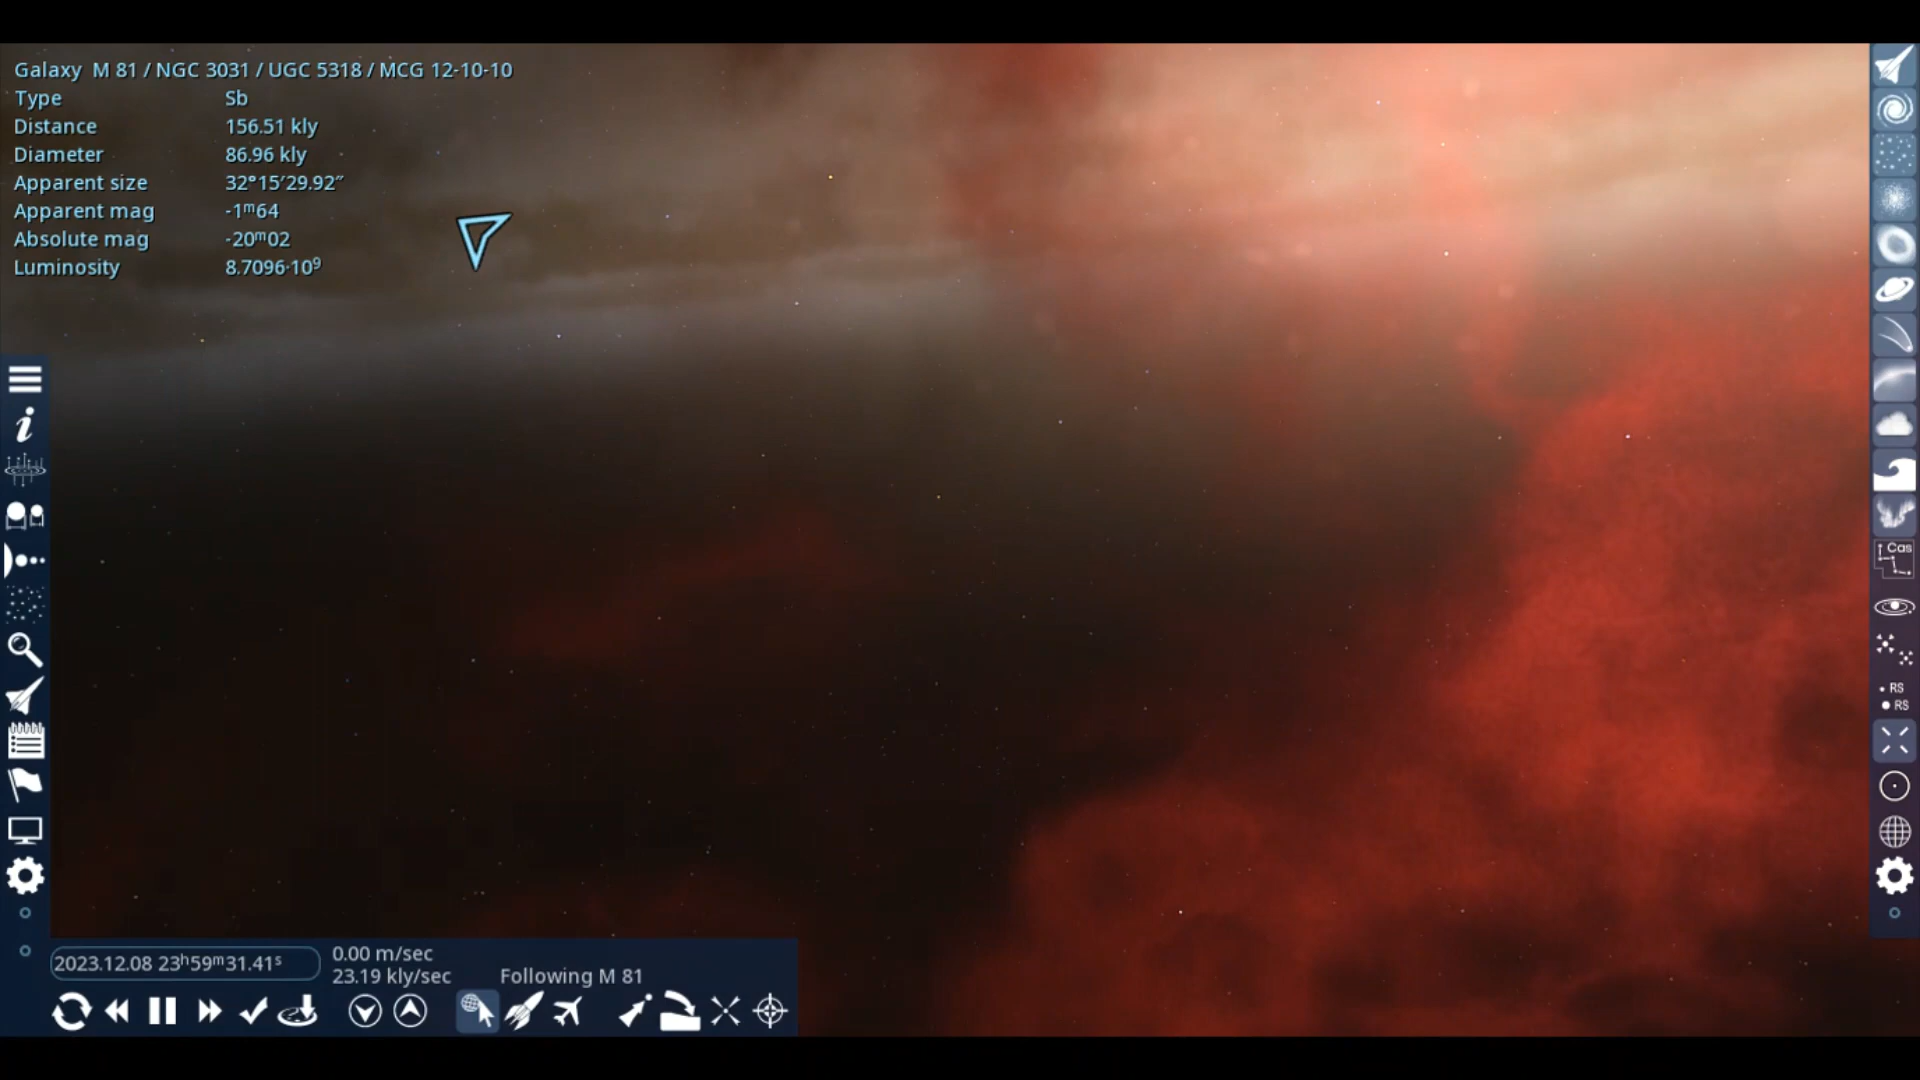 Galaxy M 81 / NGC 3031 / UGC 5318 / MCG 12-10-10
Type Sb
Distance 156.51 kly
Diameter 86.96 kly
Apparent size 32°15′29.92″
Apparent mag -1ᵐ64
Absolute mag -20ᵐ02
Luminosity 8.7096·10⁹
Cas
RS
RS
2023.12.08 23ʰ59ᵐ31.41ˢ
0.00 m/sec
23.19 kly/sec
Following M 81